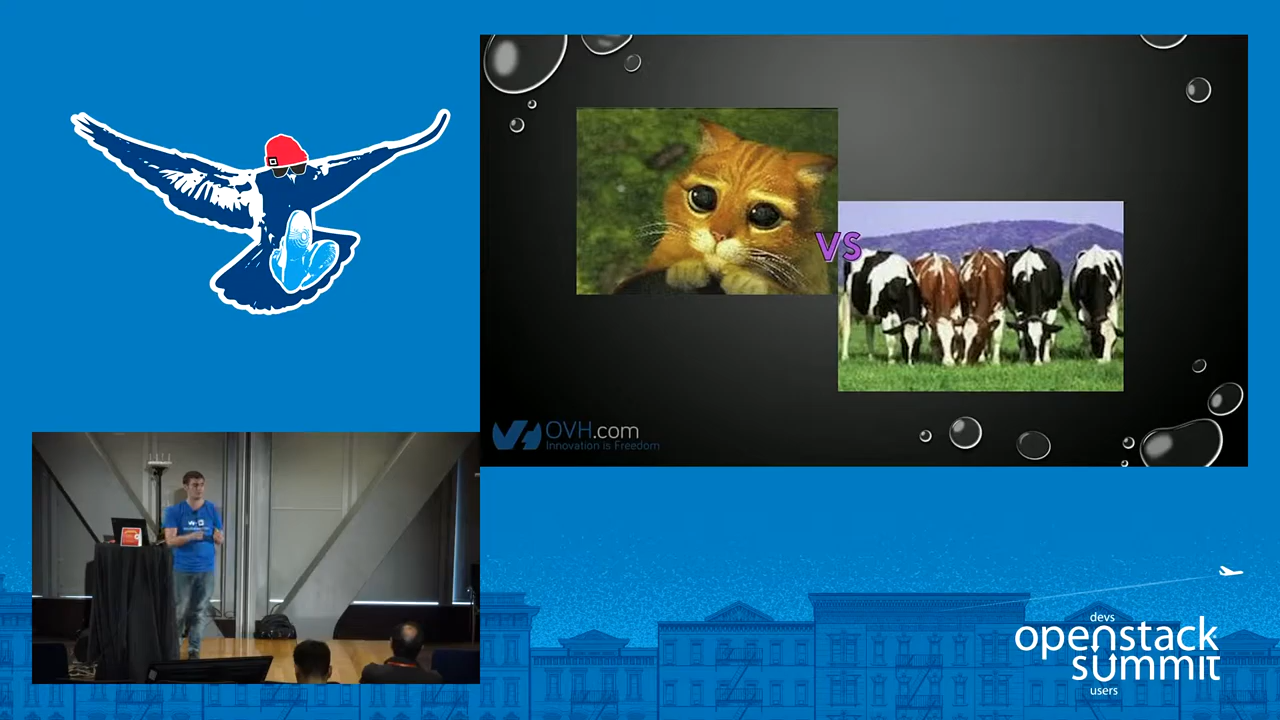 VS
OVH.com
Innovation is Freedom
devs
openstack
summit
users